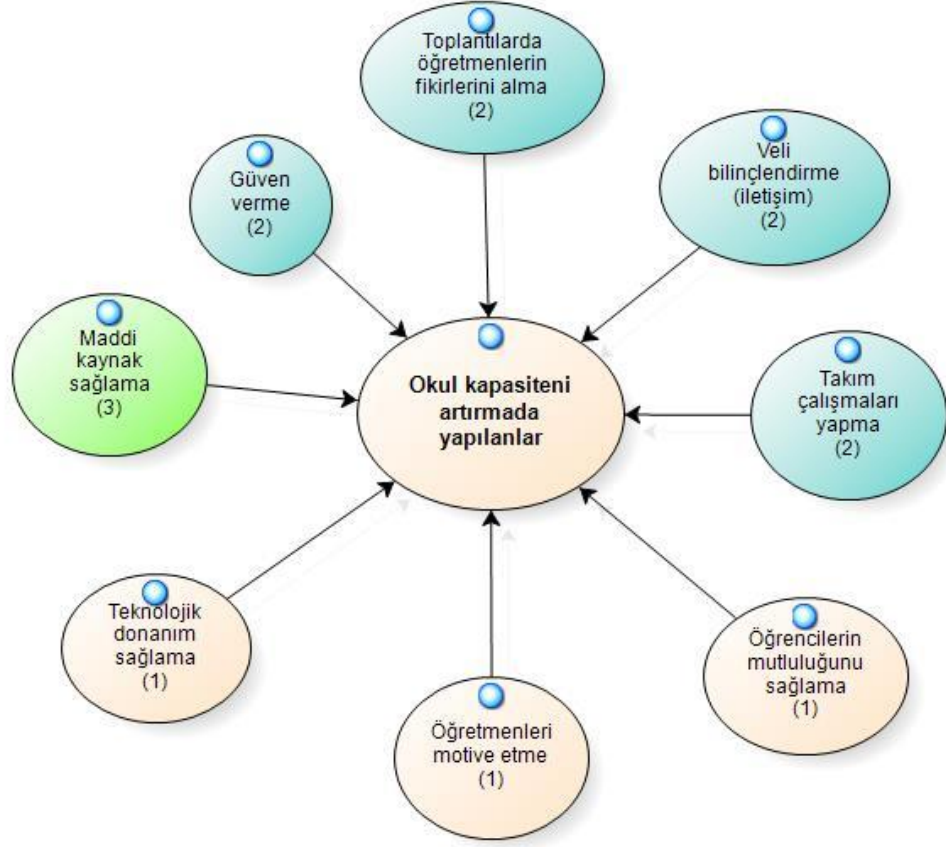 Toplantılarda
öğretmenlerin
fikirlerini alma
(2)
Veli
bilinçlendirme
(iletişim)
(2)
Güven
verme
(2)
Maddi
kaynak
sağlama
(3)
Okul kapasiteni
artırmada
yapılanlar
Takım
çalışmaları
yapma
(2)
Teknolojik
donanım
sağlama
(1)
Öğretmenleri
motive etme
(1)
Öğrencilerin
mutluluğunu
sağlama
(1)